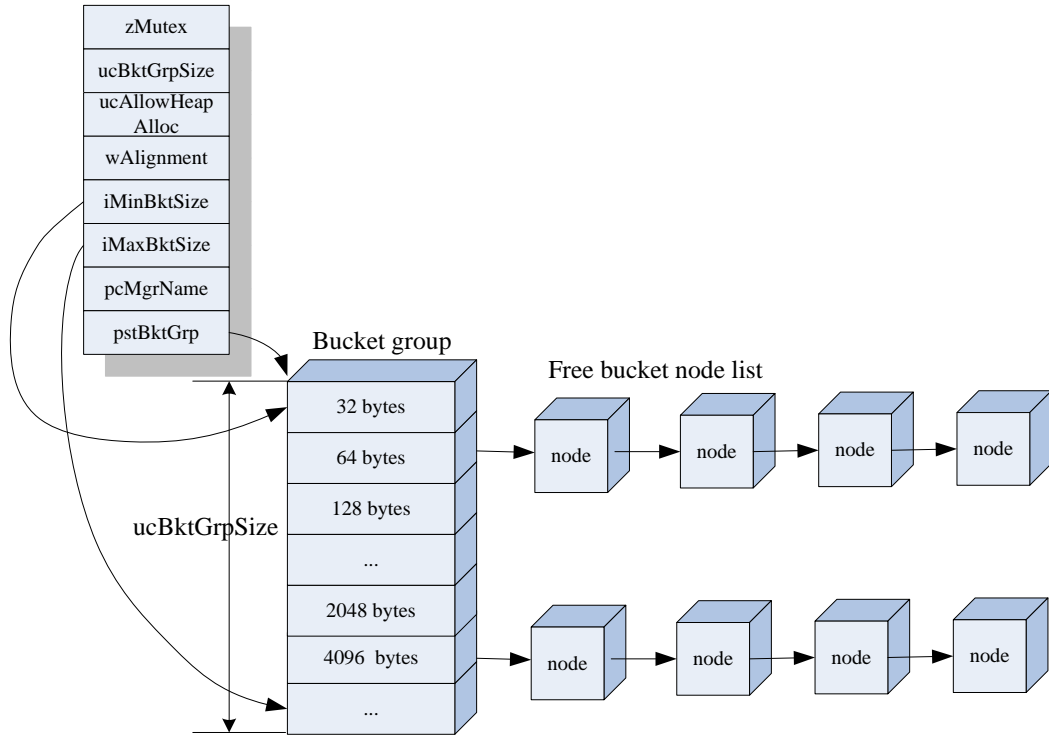 zMutex
ucBktGrpSize
ucAllowHeap
Alloc
wAlignment
iMinBktSize
iMaxBktSize
pcMgrName
pstBktGrp
Bucket group
Free bucket node list
32 bytes
64 bytes
node node node node
128 bytes
ucBktGrpSize
...
2048 bytes
4096 bytes
node node node node
...